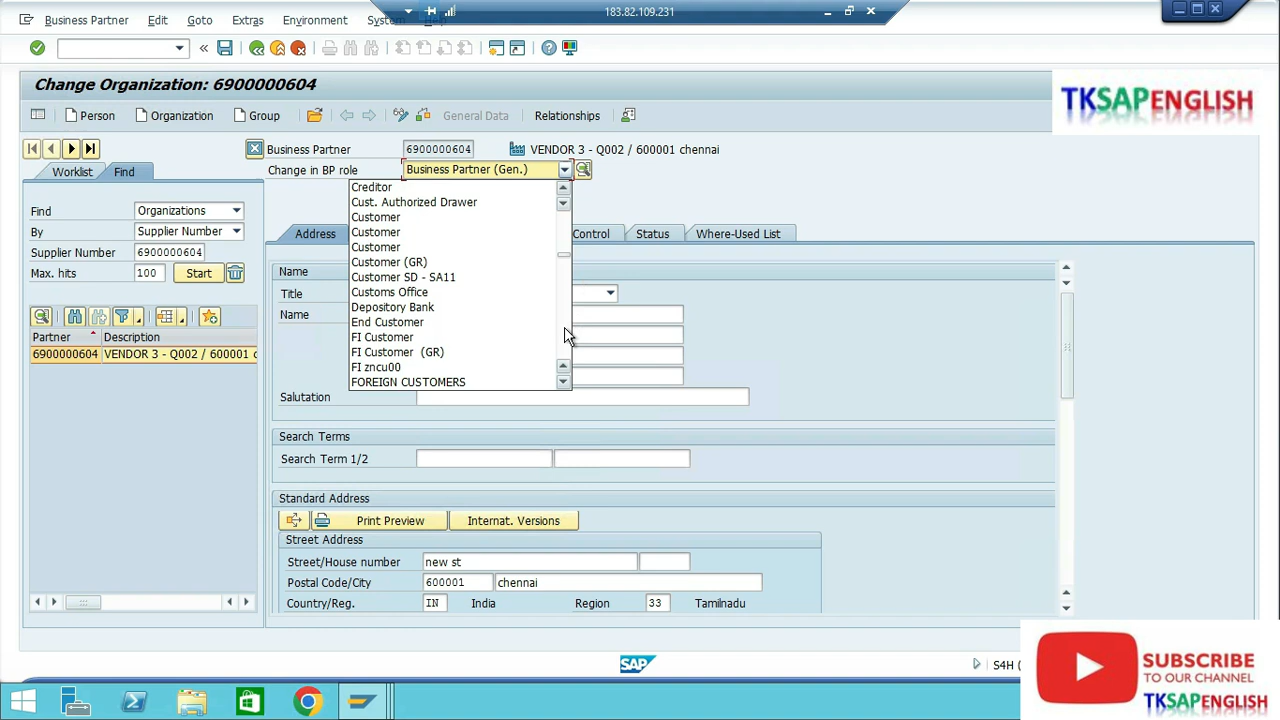 183.82.109.231
Business Partner Edit Goto Extras Environment System
Change Organization: 6900000604
Person Organization Group General Data Relationships
Business Partner 6900000604 VENDOR 3 - Q002 / 600001 chennai
Change in BP role Business Partner (Gen.)
Worklist Find
Find Organizations
By Supplier Number
Supplier Number 6900000604
Max. hits 100 Start
Partner Description
6900000604 VENDOR 3 - Q002 / 600001 c
Creditor
Cust. Authorized Drawer
Customer
Customer
Customer
Customer (GR)
Customer SD - SA11
Customs Office
Depository Bank
End Customer
FI Customer
FI Customer (GR)
FI zncu00
FOREIGN CUSTOMERS
Address Control Status Where-Used List
Name
Title
Name
Salutation
Search Terms
Search Term 1/2
Standard Address
Print Preview Internat. Versions
Street Address
Street/House number new st
Postal Code/City 600001 chennai
Country/Reg. IN India Region 33 Tamilnadu
SAP
S4H (
TKSAPENGLISH
SUBSCRIBE
TO OUR CHANNEL
TKSAPENGLISH